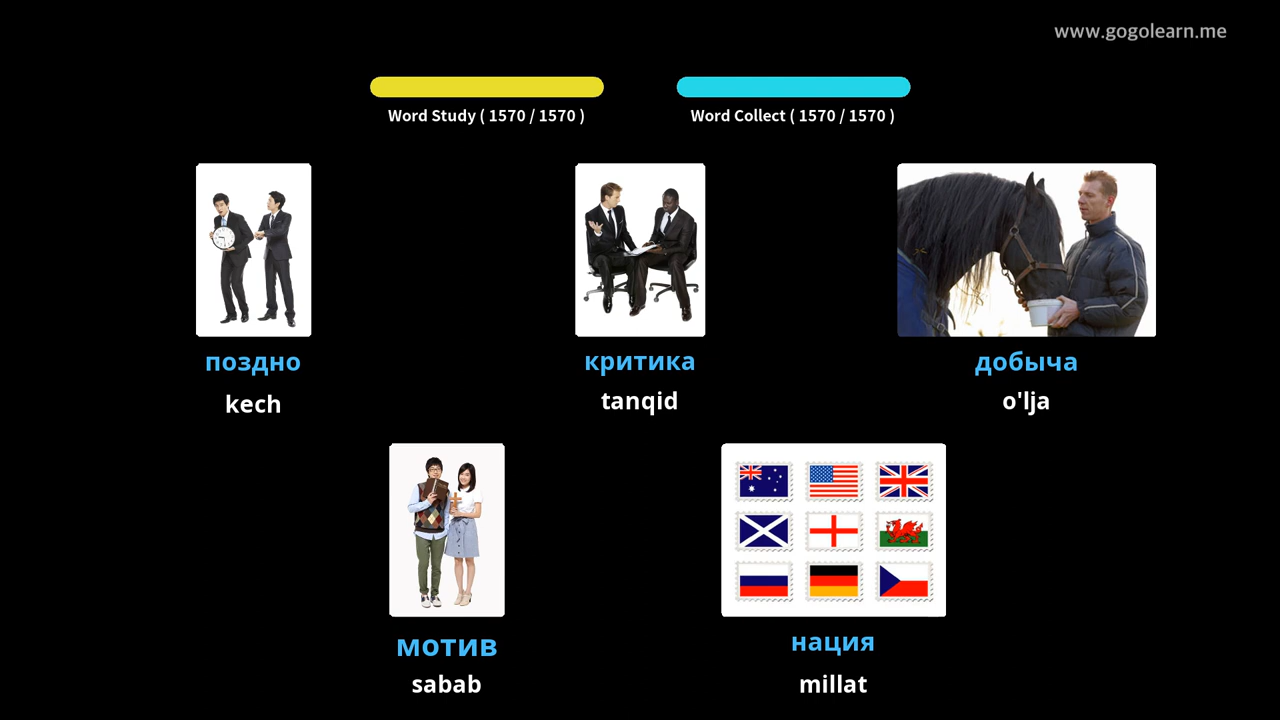 www.gogolearn.me
Word Study ( 1570 / 1570 )
Word Collect ( 1570 / 1570 )
поздно
kech
критика
tanqid
добыча
o'lja
мотив
sabab
нация
millat